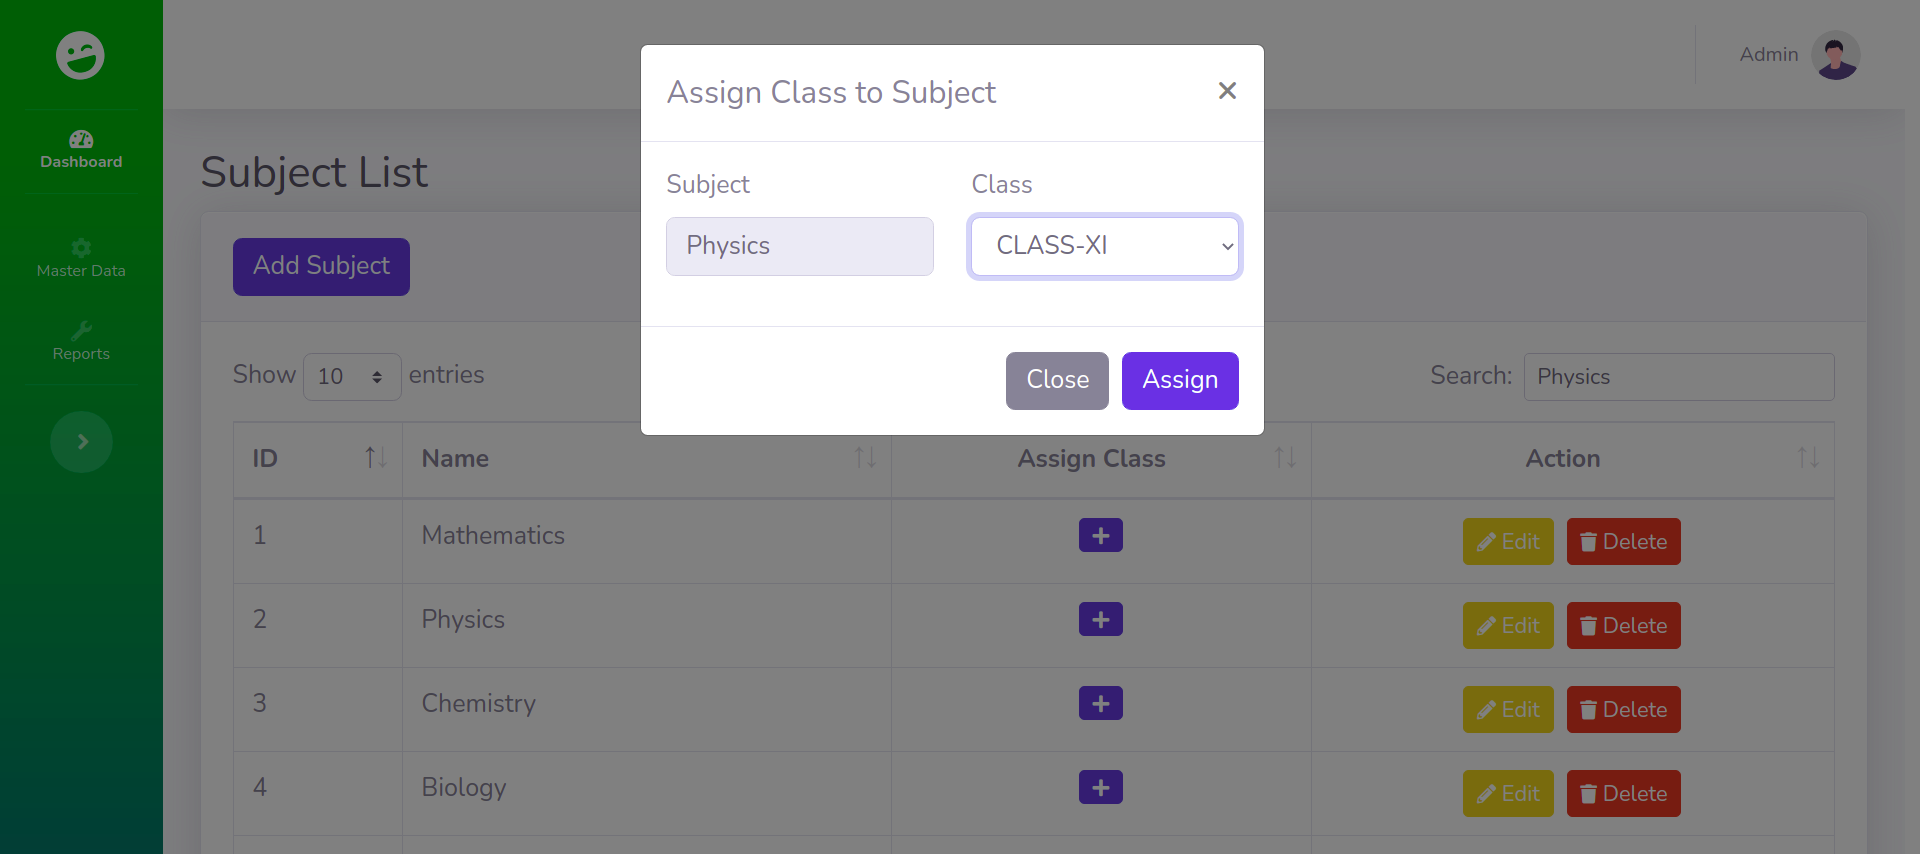 Admin
Dashboard
Master Data
Reports
Assign Class to Subject
Subject Class
Physics CLASS-XI
Close Assign
Subject List
Add Subject
Show 10 entries Search: Physics
ID Name Assign Class Action
1 Mathematics Edit Delete
2 Physics Edit Delete
3 Chemistry Edit Delete
4 Biology Edit Delete